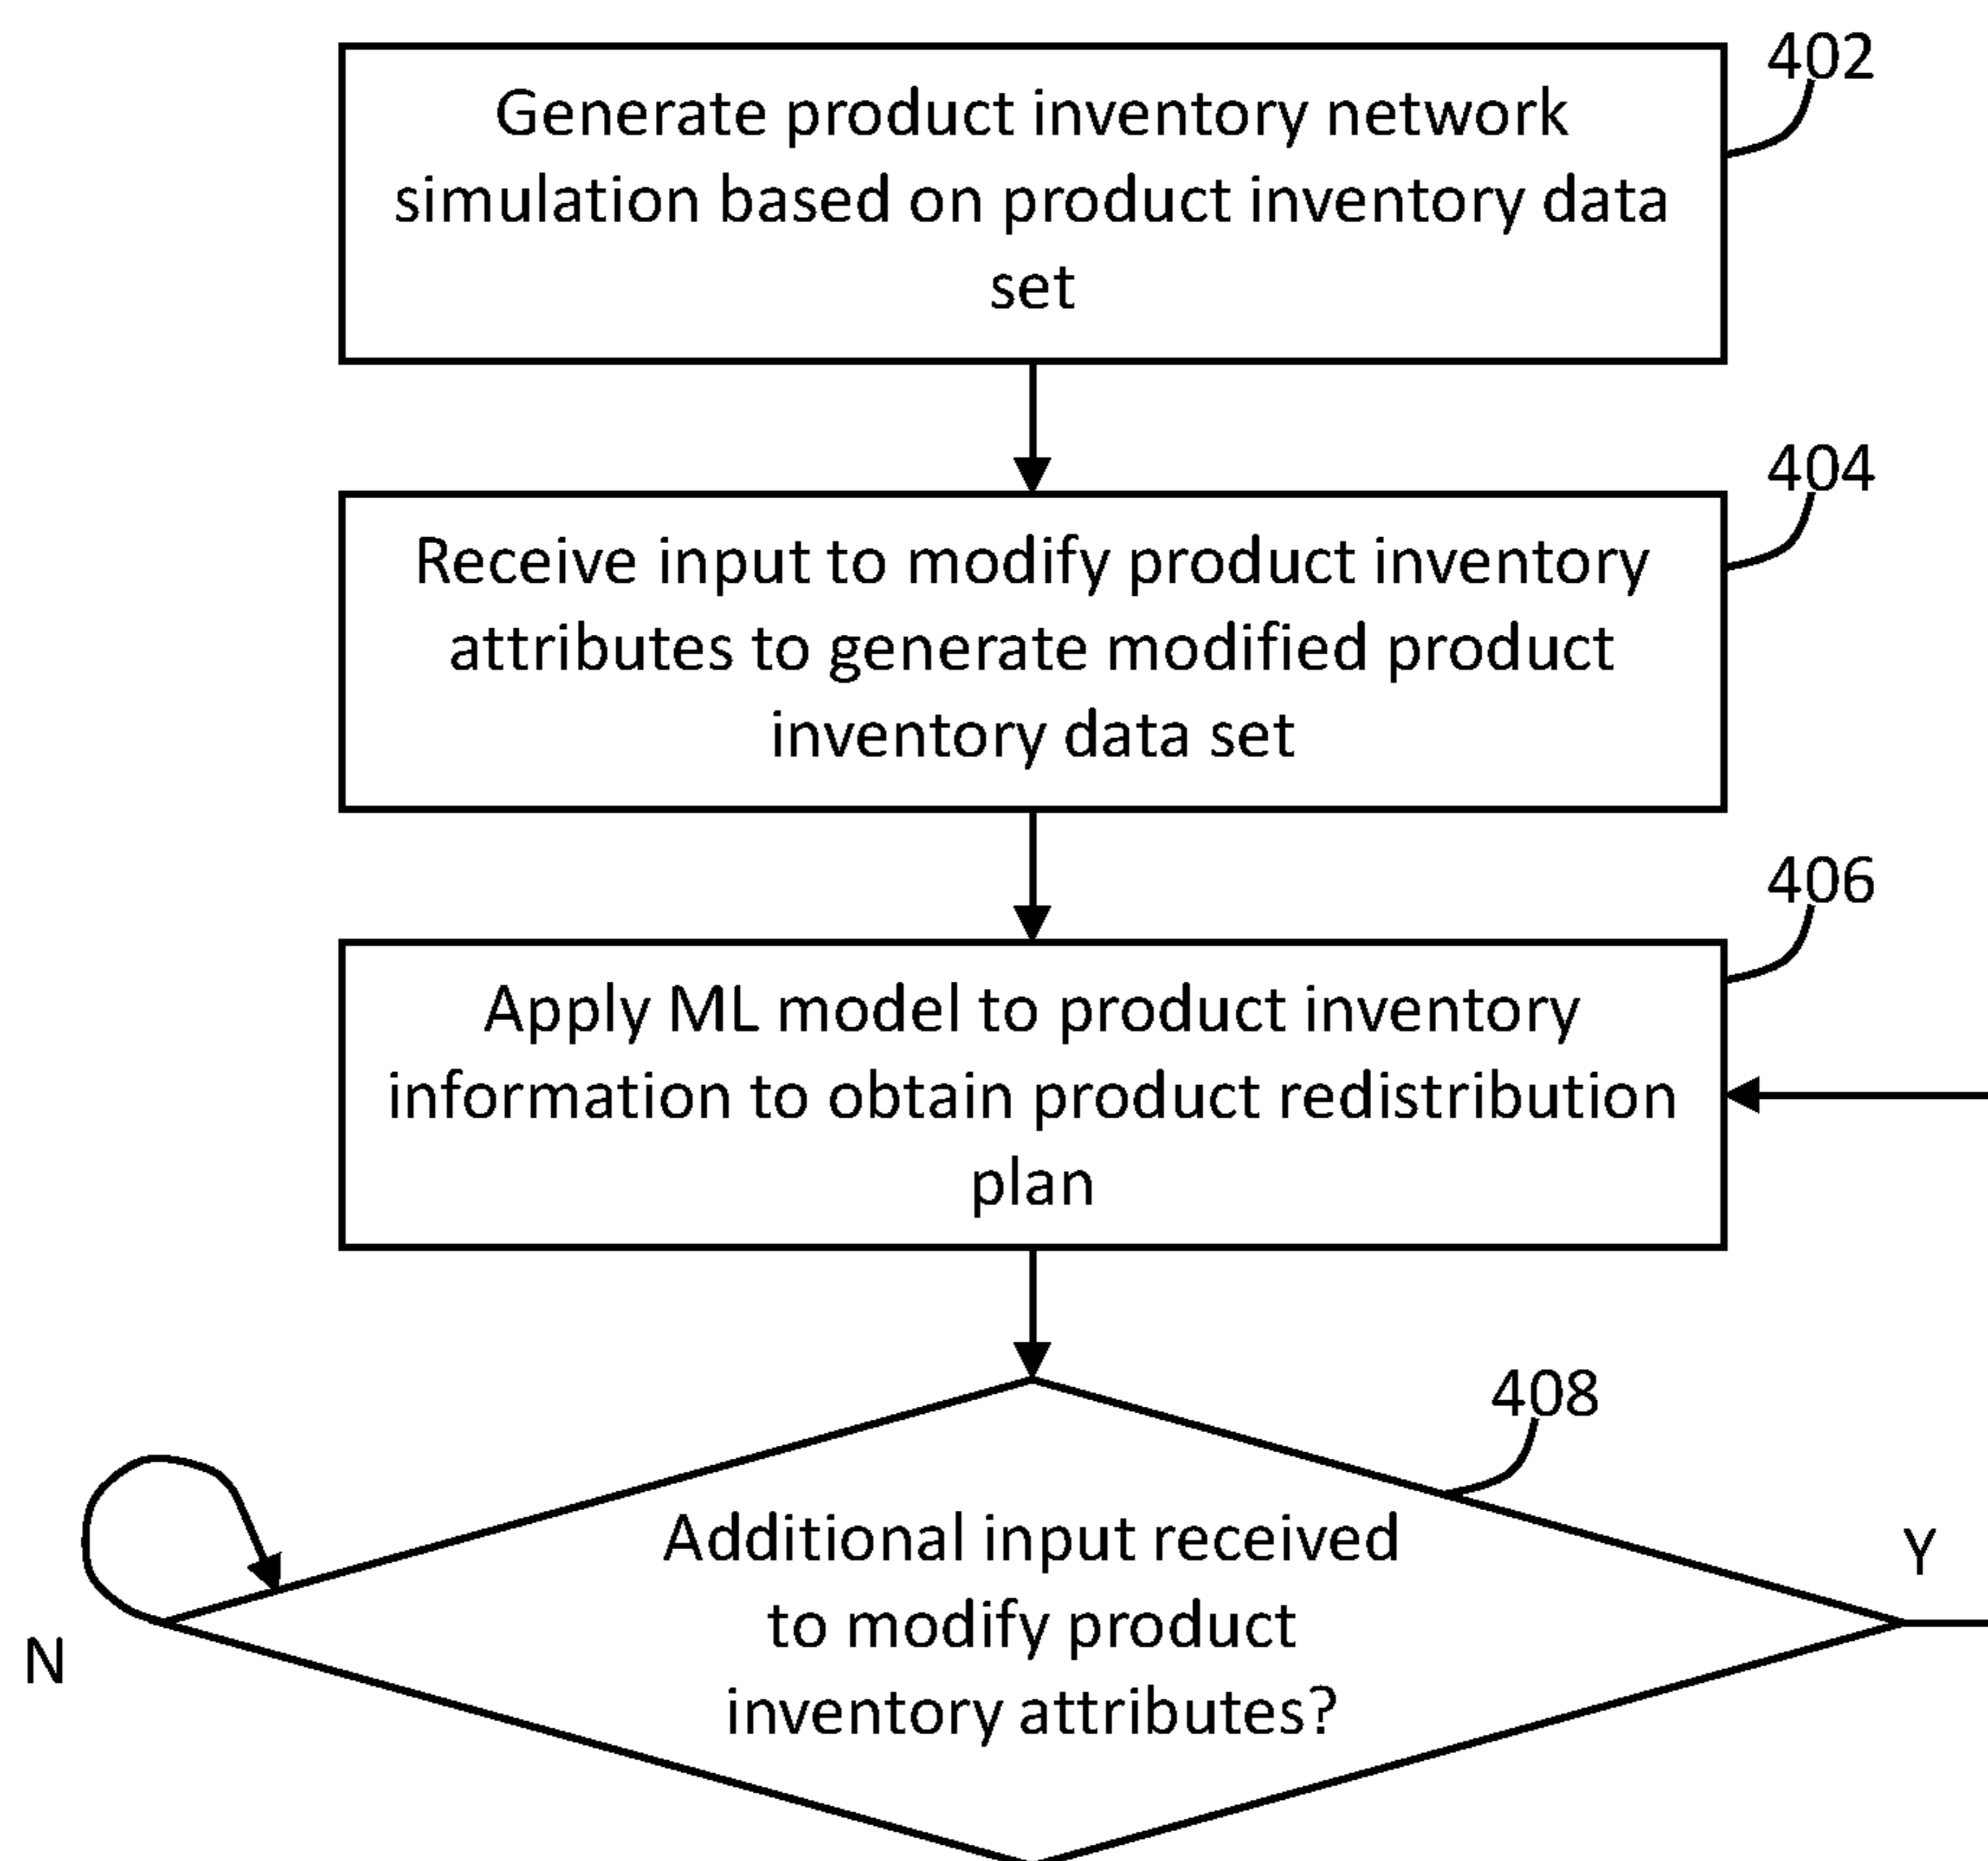 402
Generate product inventory network
simulation based on product inventory data
set
404
Receive input to modify product inventory
attributes to generate modified product
inventory data set
406
Apply ML model to product inventory
information to obtain product redistribution
plan
408
Additional input received
to modify product
inventory attributes?
Y
N